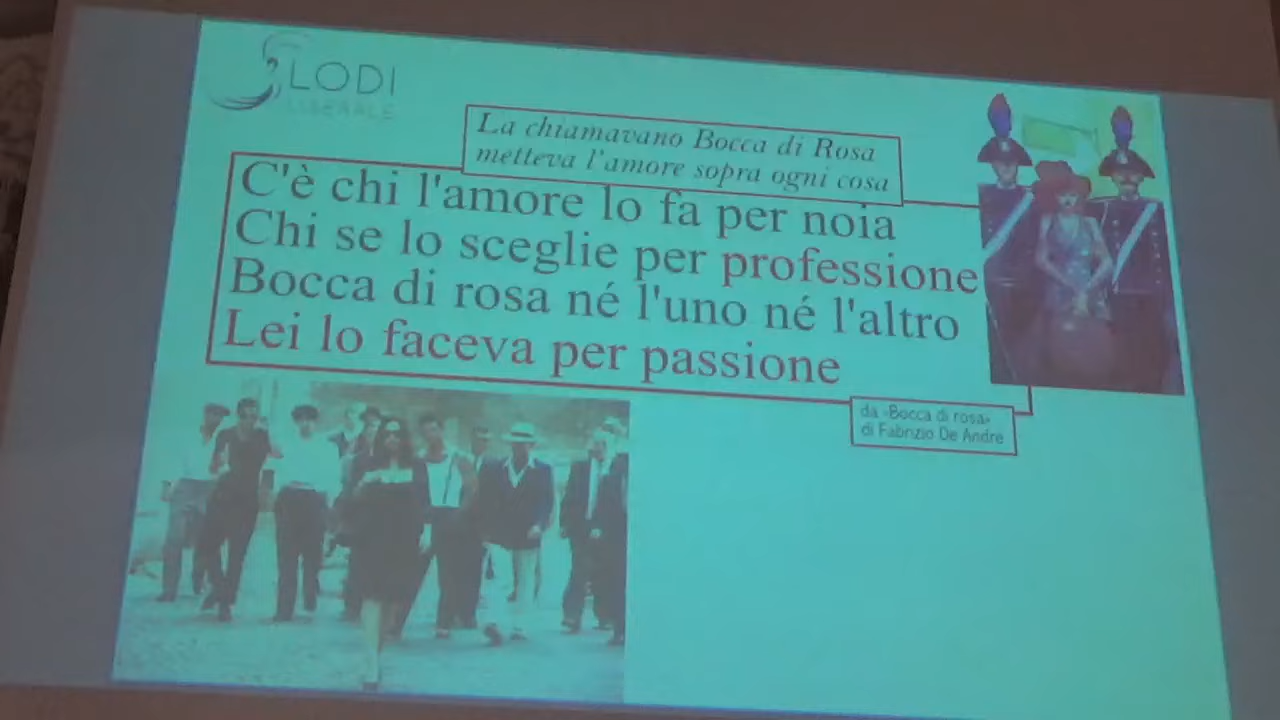 LODI
LIBERALE
La chiamavano Bocca di Rosa
metteva l'amore sopra ogni cosa
C'è chi l'amore lo fa per noia
Chi se lo sceglie per professione
Bocca di rosa né l'uno né l'altro
Lei lo faceva per passione
da «Bocca di rosa»
di Fabrizio De Andre